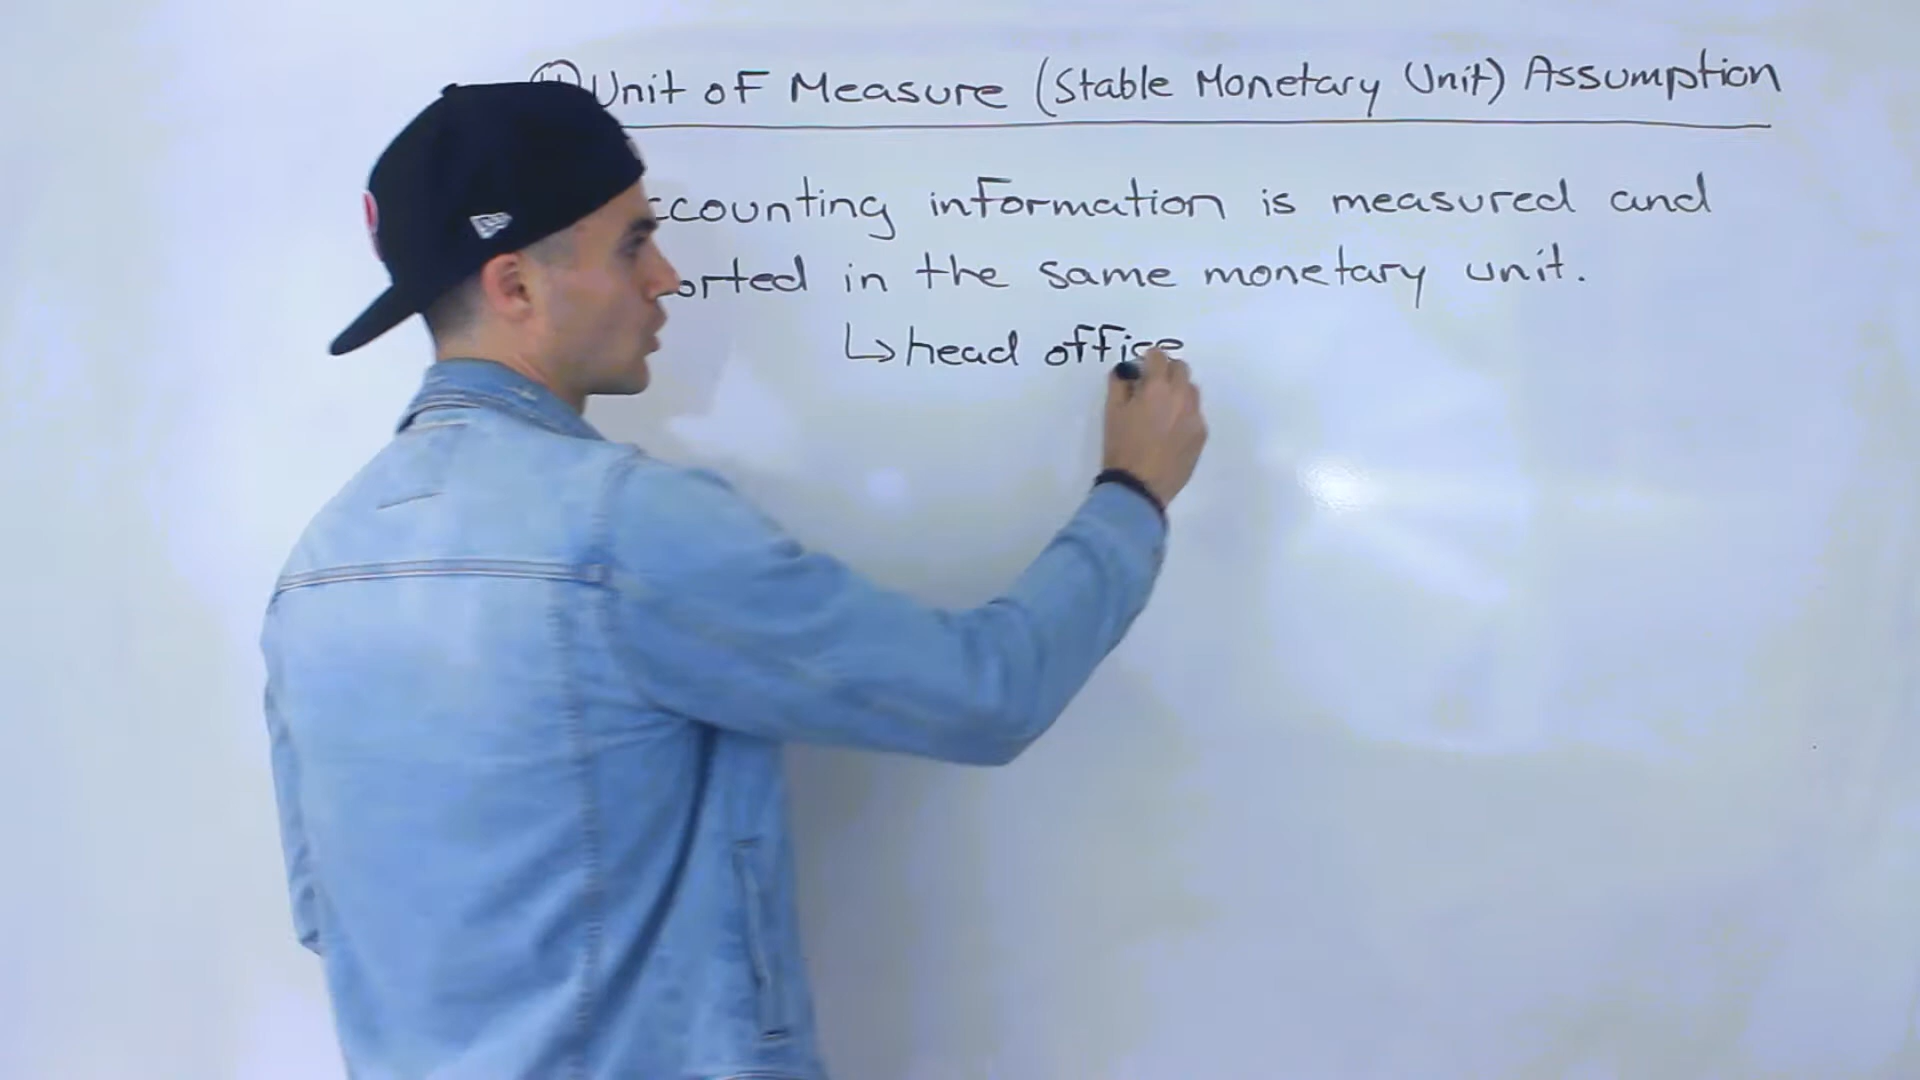 Unit of Measure (Stable Monetary Unit) Assumption
ccounting information is measured and
orted in the same monetary unit.
↳ head office